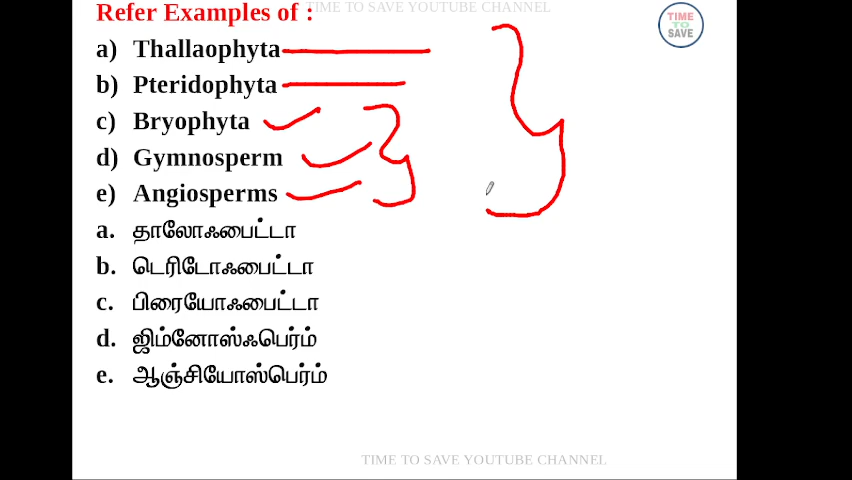 TIME TO SAVE YOUTUBE CHANNEL
Refer Examples of :
TIME TO SAVE
a) Thallaophyta
b) Pteridophyta
c) Bryophyta
d) Gymnosperm
e) Angiosperms
a. தாலோஃபைட்டா
b. டெரிடோஃபைட்டா
c. பிரையோஃபைட்டா
d. ஜிம்னோஸ்ஃபெர்ம்
e. ஆஞ்சியோஸ்பெர்ம்
TIME TO SAVE YOUTUBE CHANNEL